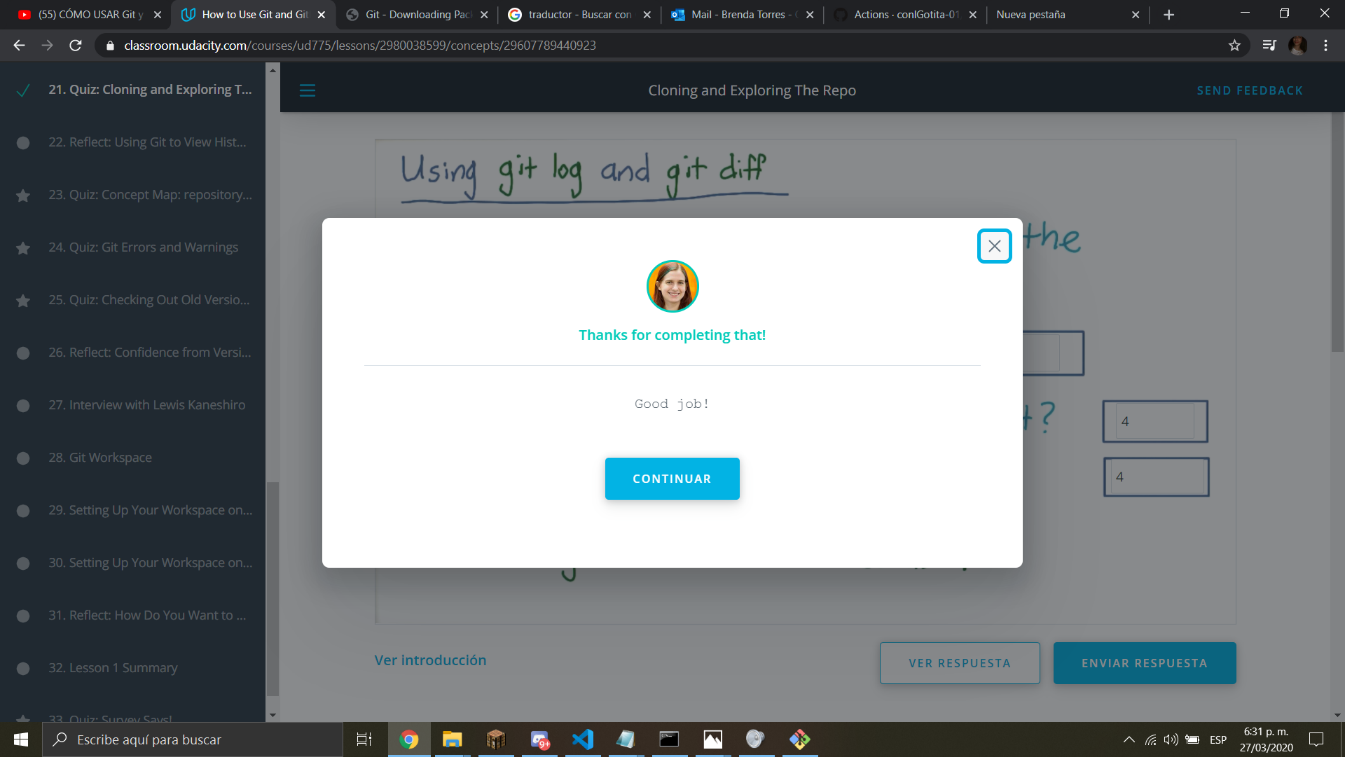 (55) CÓMO USAR Git y
How to Use Git and Git
Git - Downloading Pac
traductor - Buscar con
Mail - Brenda Torres - 
Actions · conlGotita-01
Nueva pestaña
classroom.udacity.com/courses/ud775/lessons/2980038599/concepts/29607789440923
21. Quiz: Cloning and Exploring T...
22. Reflect: Using Git to View Hist...
23. Quiz: Concept Map: repository,...
24. Quiz: Git Errors and Warnings
25. Quiz: Checking Out Old Versio...
26. Reflect: Confidence from Versi...
27. Interview with Lewis Kaneshiro
28. Git Workspace
29. Setting Up Your Workspace on...
30. Setting Up Your Workspace on...
31. Reflect: How Do You Want to ...
32. Lesson 1 Summary
33. Quiz: Survey Says!
Cloning and Exploring The Repo
SEND FEEDBACK
Using git log and git diff
the
4
4
Thanks for completing that!
Good job!
CONTINUAR
Ver introducción
VER RESPUESTA
ENVIAR RESPUESTA
Escribe aquí para buscar
9+
ESP
6:31 p. m.
27/03/2020